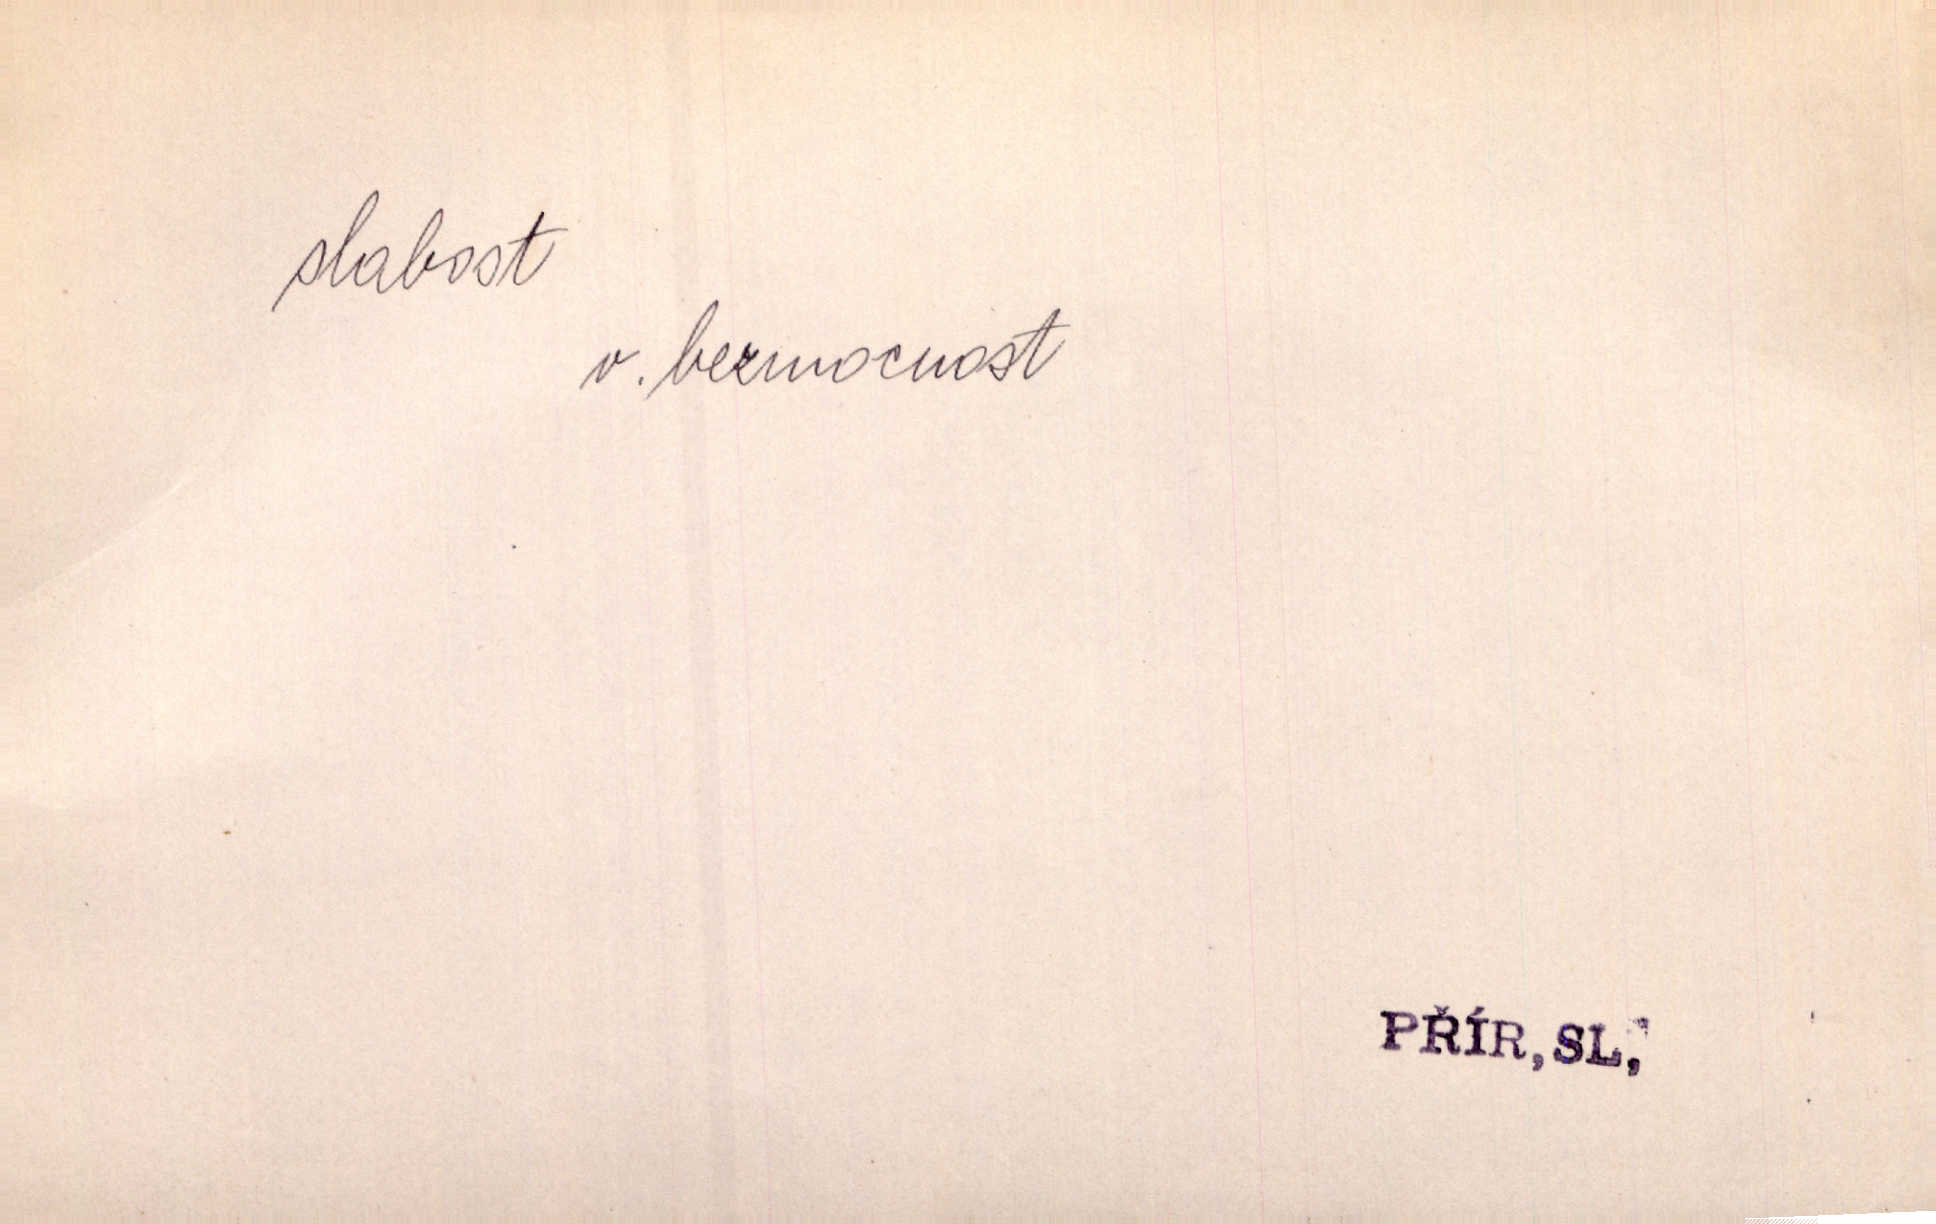 slabost
v. bezmocnost
PŘÍR,SL,